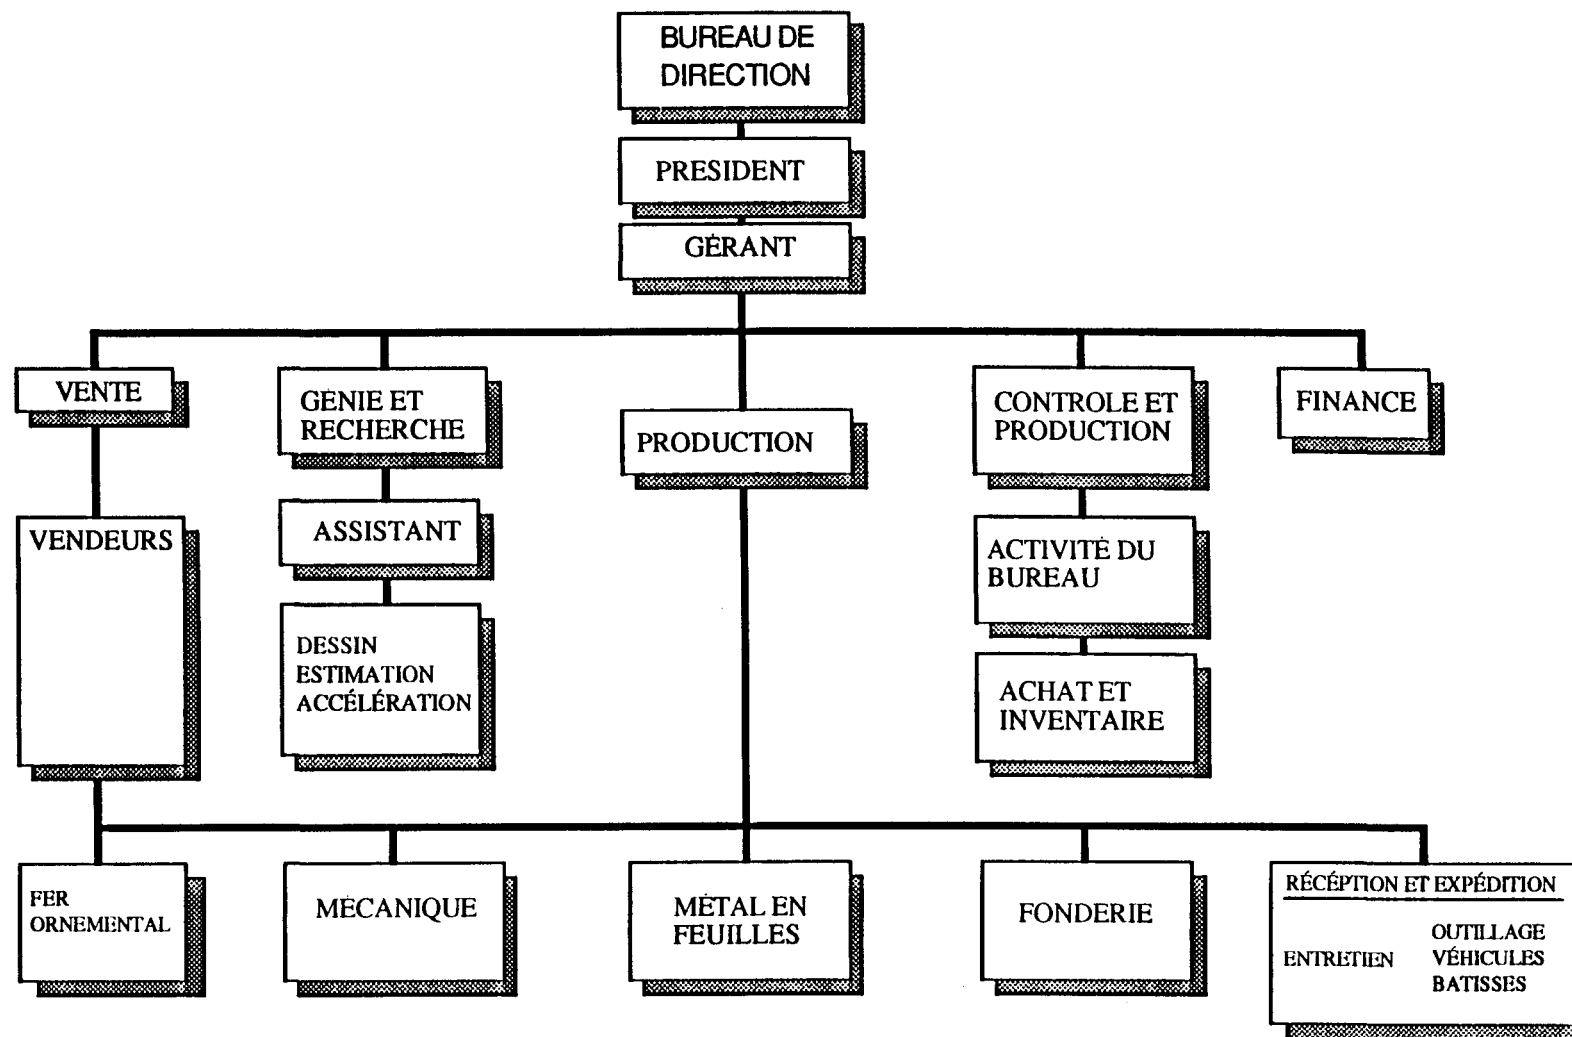 BUREAU DE
DIRECTION
PRESIDENT
GÉRANT
VENTE
GÉNIE ET
RECHERCHE
PRODUCTION
CONTROLE ET
PRODUCTION
FINANCE
VENDEURS
ASSISTANT
ACTIVITÉ DU
BUREAU
DESSIN
ESTIMATION
ACCÉLÉRATION
ACHAT ET
INVENTAIRE
FER
ORNEMENTAL
MÉCANIQUE
MÉTAL EN
FEUILLES
FONDERIE
RÉCÉPTION ET EXPÉDITION
OUTILLAGE
ENTRETIEN VÉHICULES
BATISSES